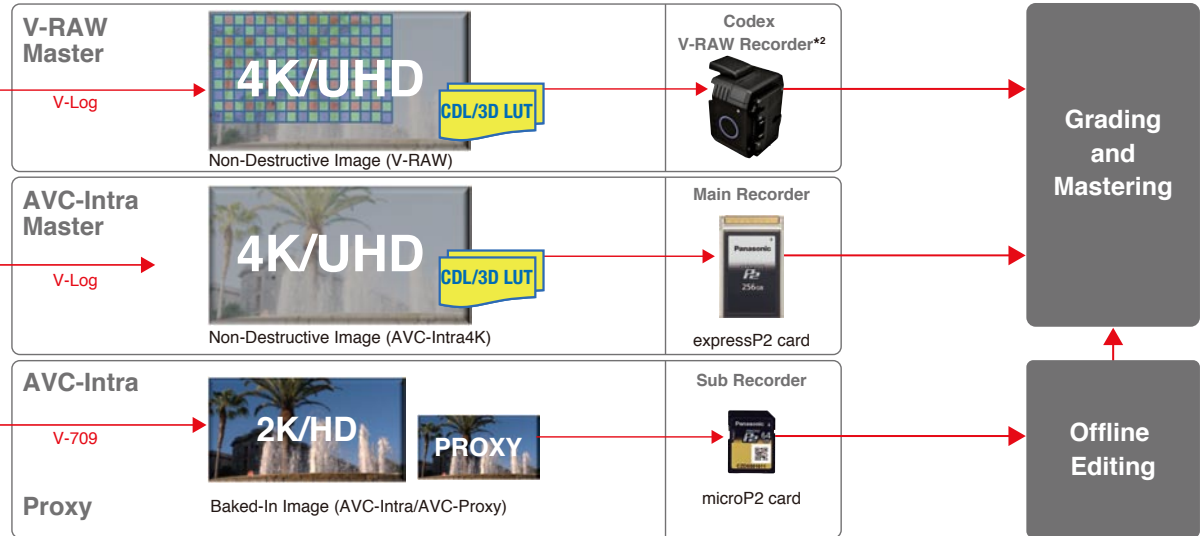 V-RAW
Master
V-Log
4K/UHD
CDL/3D LUT
Non-Destructive Image (V-RAW)
Codex
V-RAW Recorder*2
AVC-Intra
Master
V-Log
4K/UHD
CDL/3D LUT
Non-Destructive Image (AVC-Intra4K)
Main Recorder
Panasonic
P2
256GB
expressP2 card
Grading
and
Mastering
AVC-Intra
V-709
Proxy
2K/HD
PROXY
Baked-In Image (AVC-Intra/AVC-Proxy)
Sub Recorder
Panasonic
P2 64
microP2 card
Offline
Editing